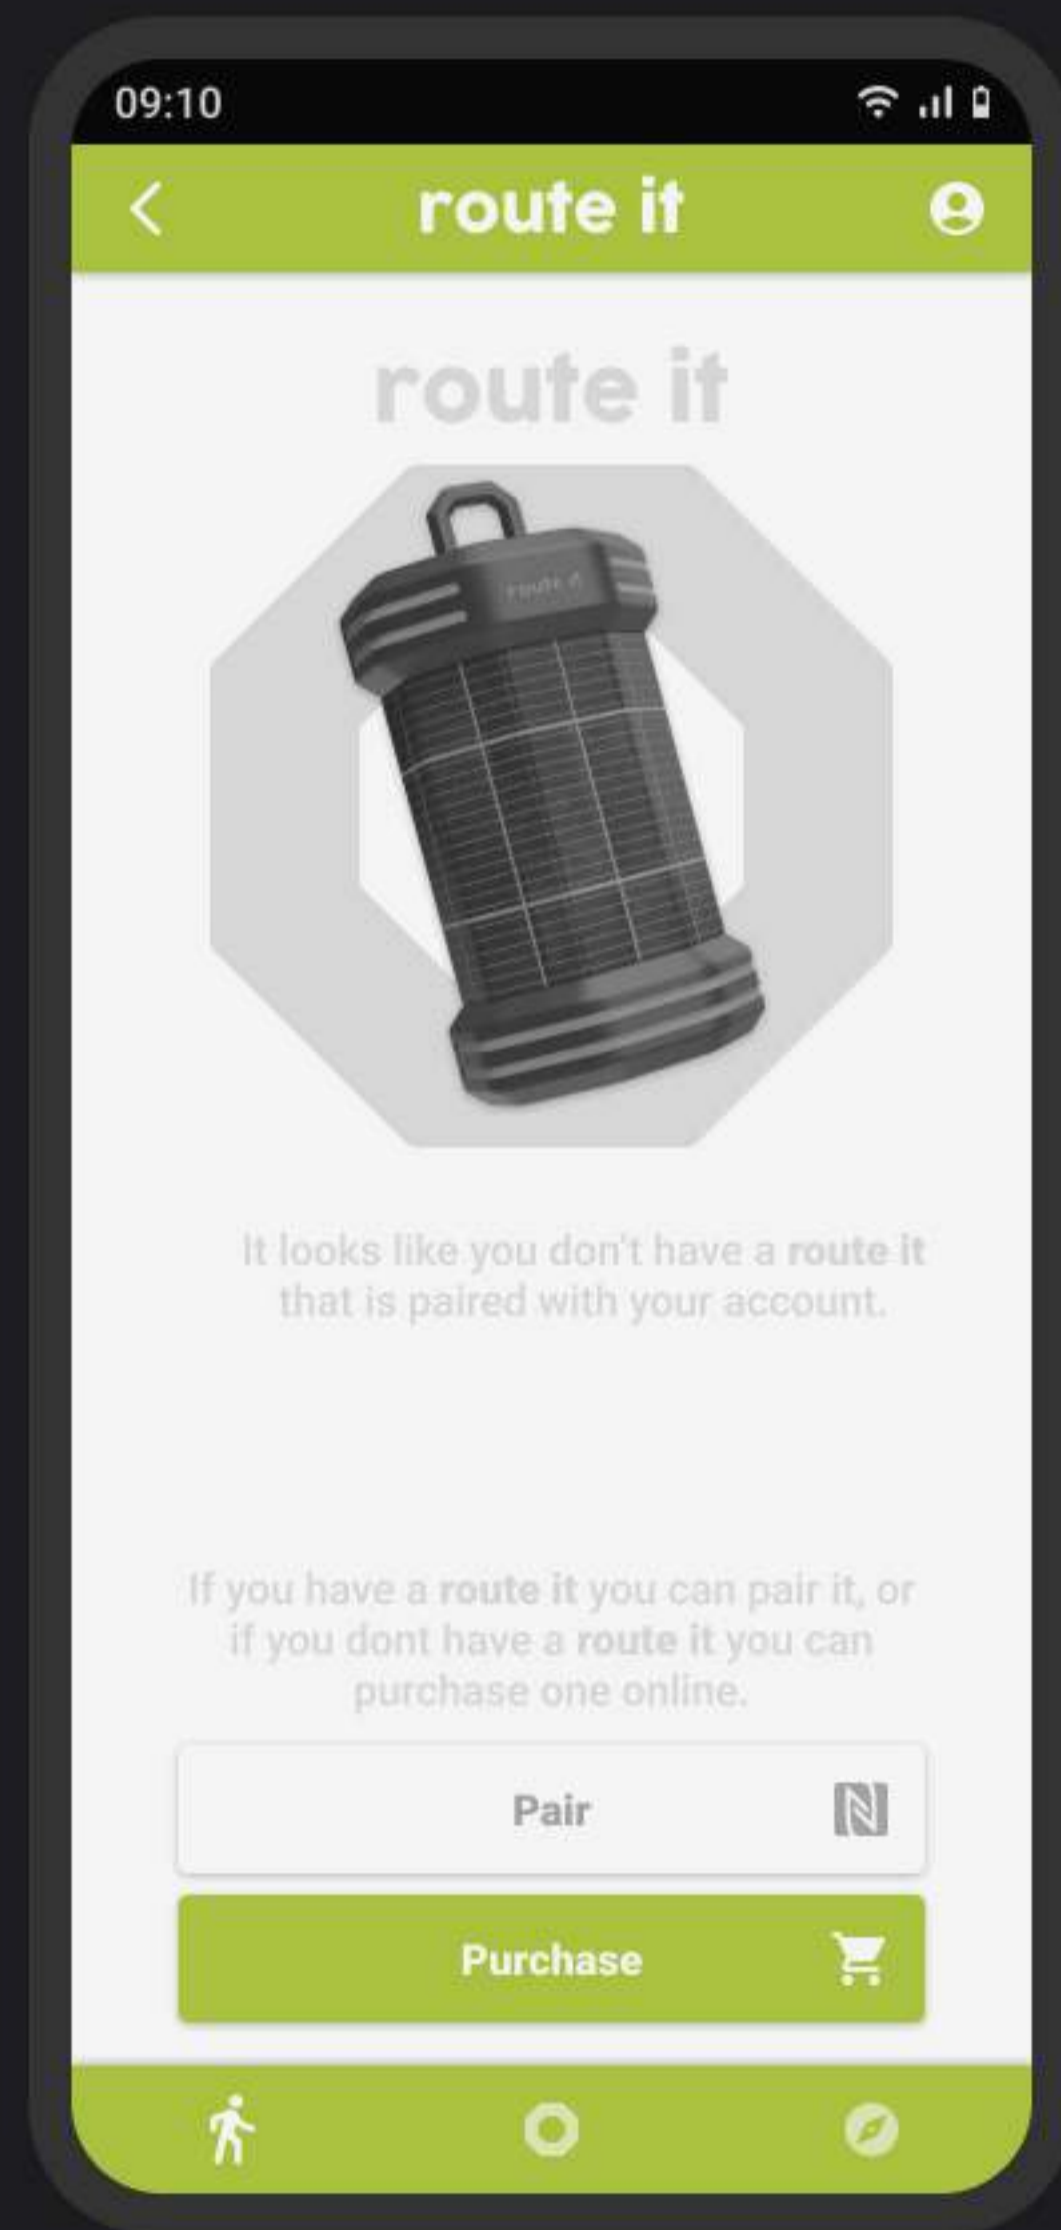 09:10
route it
route it
route it
It looks like you don't have a route it
that is paired with your account.
If you have a route it you can pair it, or
if you dont have a route it you can
purchase one online.
Pair
Purchase